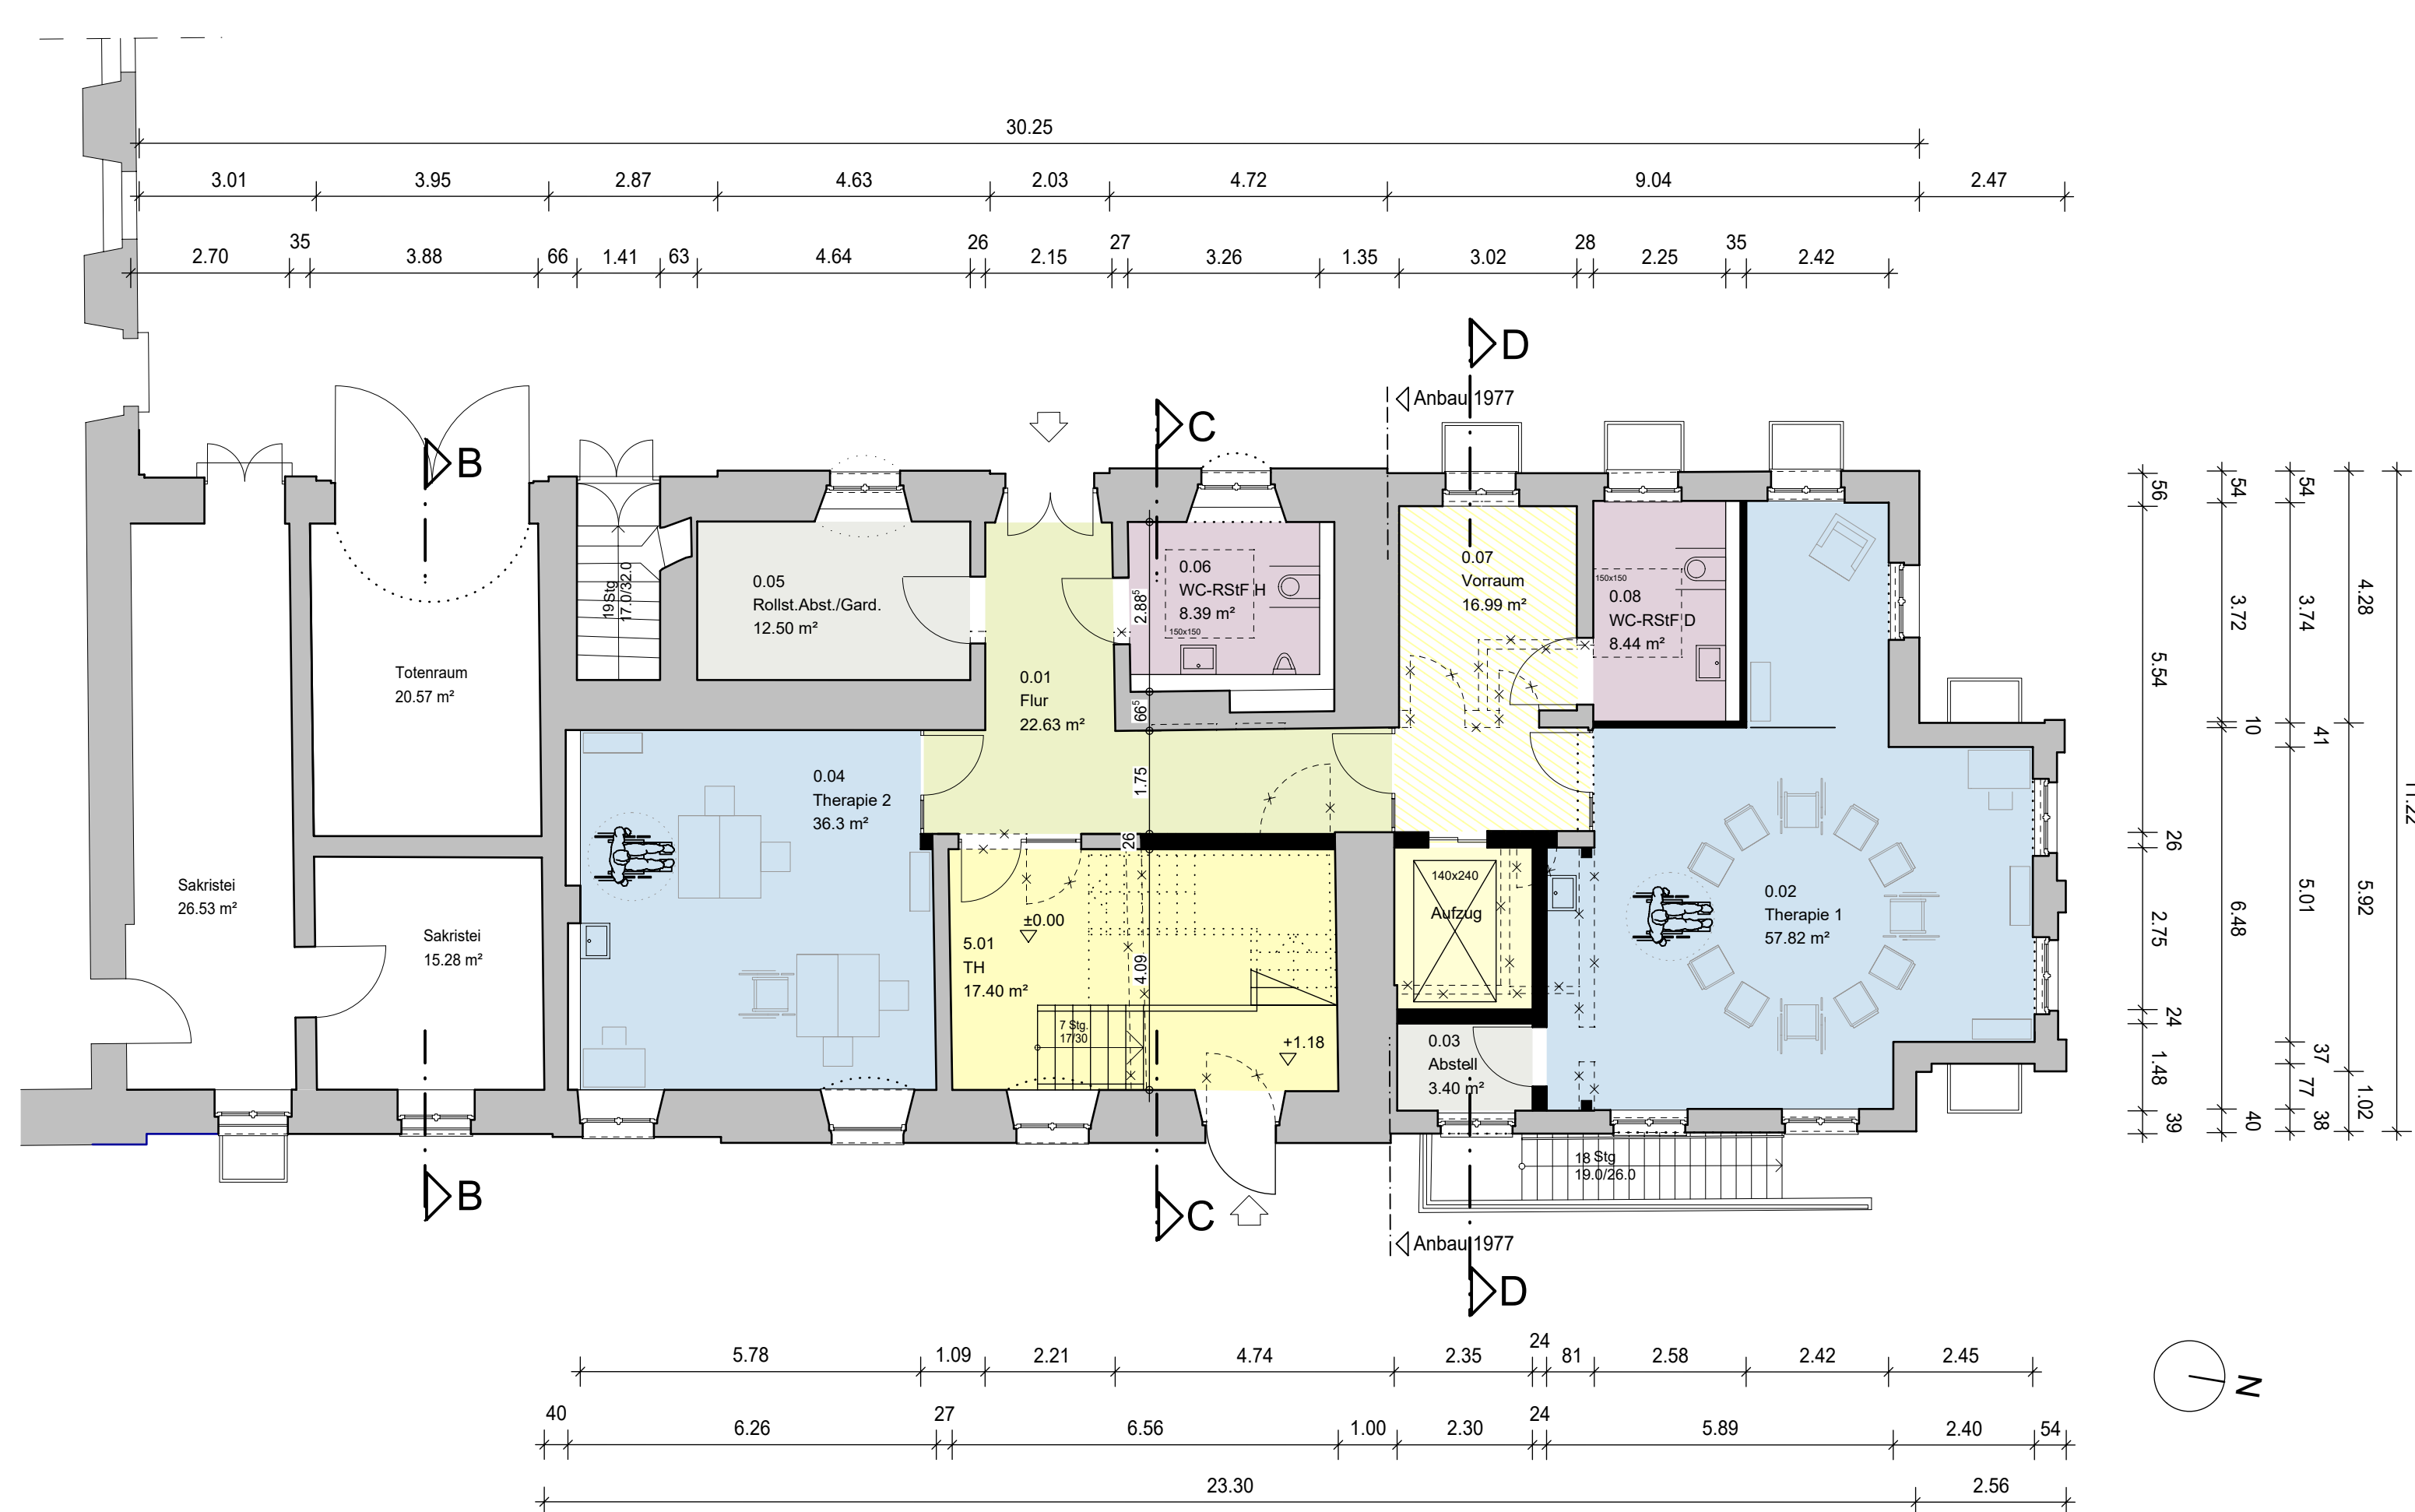 30.25
3.01 3.95 2.87 4.63 2.03 4.72 9.04 2.47
2.70 35 3.88 66 1.41 63 4.64 26 2.15 27 3.26 1.35 3.02 28 2.25 35 2.42
D
Anbau 1977
C
B
19Stg
17.0/32.0
0.05
Rollst.Abst./Gard.
12.50 m²
0.06
WC-RStF H
8.39 m²
150x150
2.88⁵
0.07
Vorraum
16.99 m²
150x150
0.08
WC-RStF D
8.44 m²
Totenraum
20.57 m²
0.01
Flur
22.63 m²
66⁵
1.75
26
4.09
0.04
Therapie 2
36.3 m²
Sakristei
26.53 m²
Sakristei
15.28 m²
±0.00
5.01
TH
17.40 m²
7 Stg.
17/30
+1.18
140x240
Aufzug
0.02
Therapie 1
57.82 m²
0.03
Abstell
3.40 m²
18 Stg
19.0/26.0
B
C
Anbau 1977
D
56 5.54 26 2.75 24 1.48 39
54 3.72 10 6.48 40
54 3.74 41 5.01 37 77 38
4.28 5.92 1.02
N
5.78 1.09 2.21 4.74 2.35 24 81 2.58 2.42 2.45
40 6.26 27 6.56 1.00 2.30 24 5.89 2.40 54
23.30 2.56